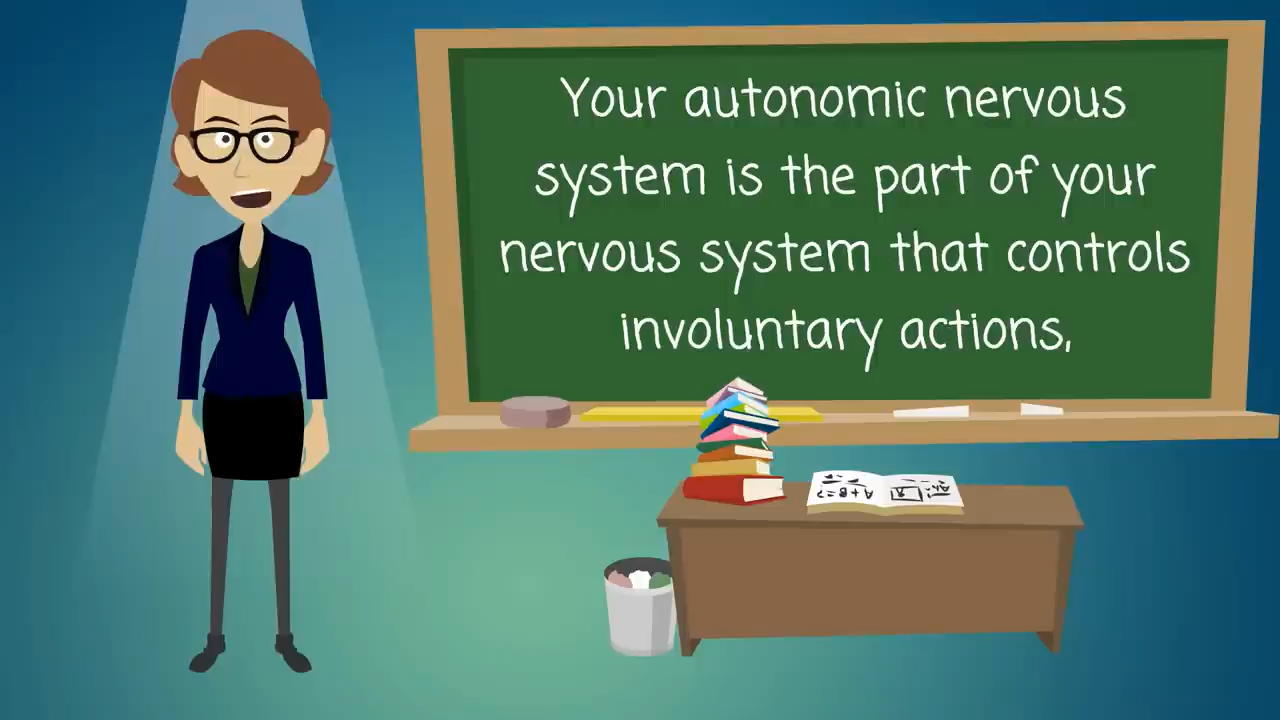 Your autonomic nervous
system is the part of your
nervous system that controls
involuntary actions,
A+B=?